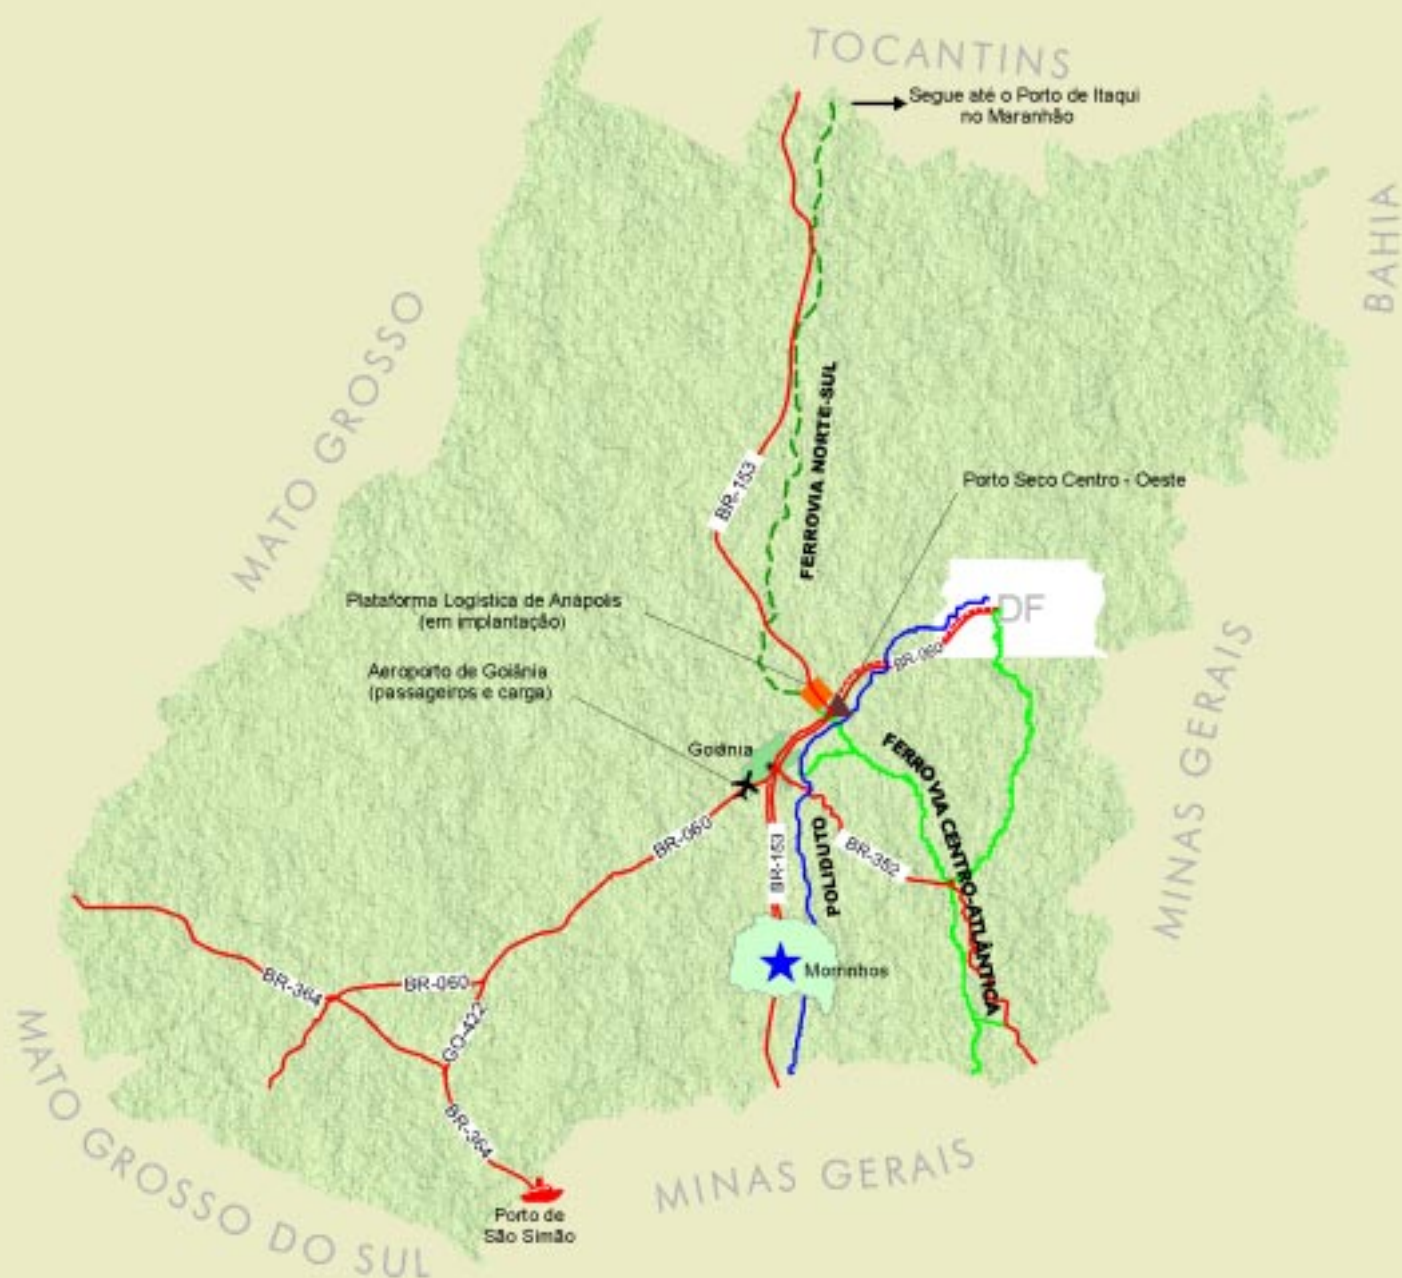 TOCANTINS
Segue até o Porto de Itaqui
no Maranhão
BAHIA
MATO GROSSO
FERROVIA NORTE-SUL
BR-153
Porto Seco Centro - Oeste
Plataforma Logística de Anápolis
(em implantação)
DF
BR-060
Aeroporto de Goiânia
(passageiros e carga)
MINAS GERAIS
Goiânia
FERROVIA CENTRO-ATLÂNTICA
BR-060
BR-153
POLIDUTO
BR-352
Morrinhos
BR-364
BR-060
GO-422
BR-364
MATO GROSSO DO SUL
MINAS GERAIS
Porto de
São Simão